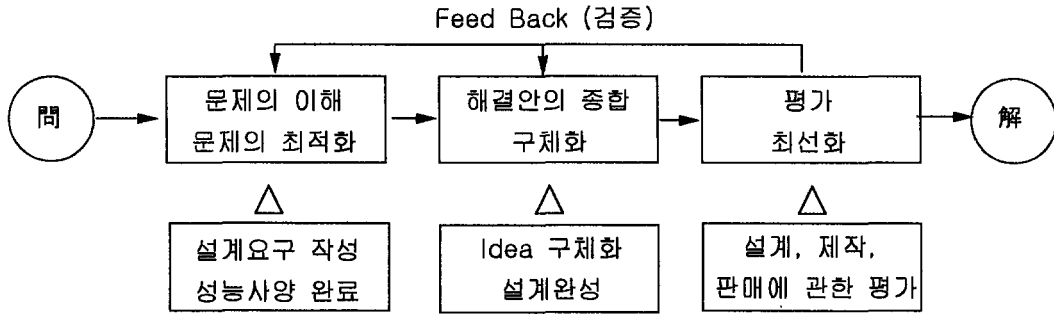 Feed Back (검증)
問
문제의 이해
문제의 최적화
해결안의 종합
구체화
평가
최선화
解
설계요구 작성
성능사양 완료
Idea 구체화
설계완성
설계, 제작,
판매에 관한 평가